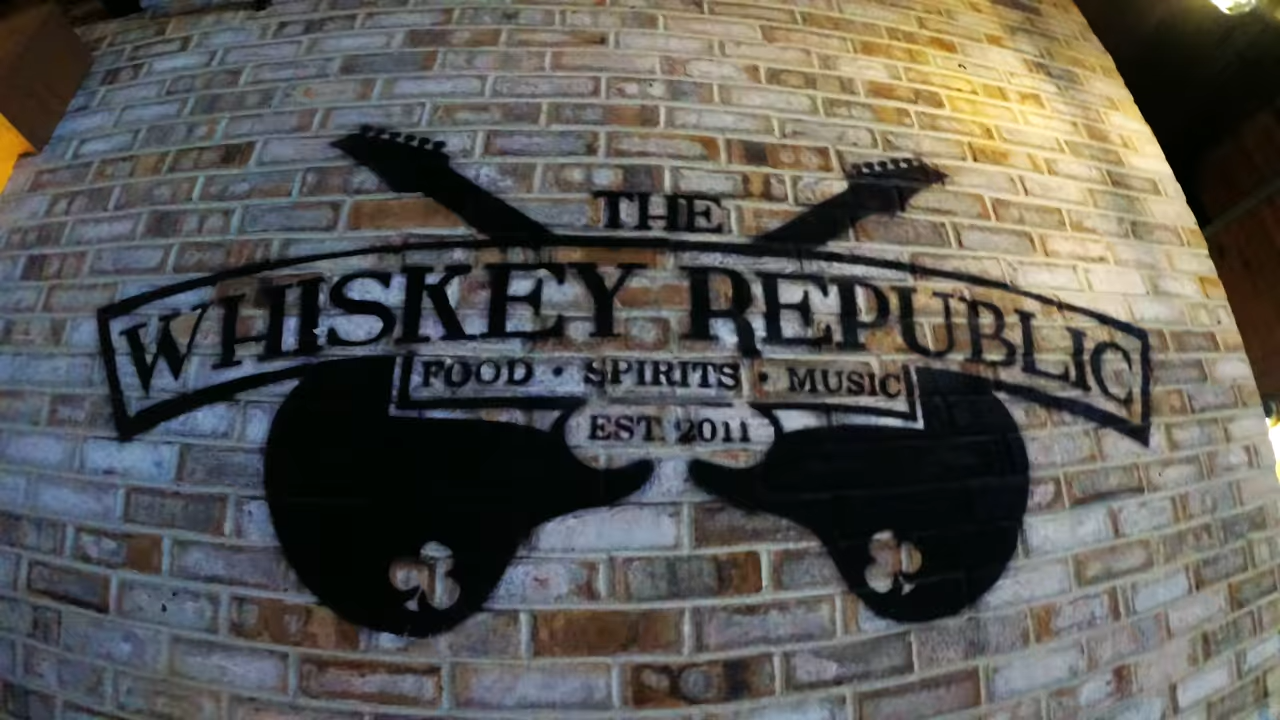 THE
WHISKEY REPUBLIC
FOOD · SPIRITS · MUSIC
EST. 2011